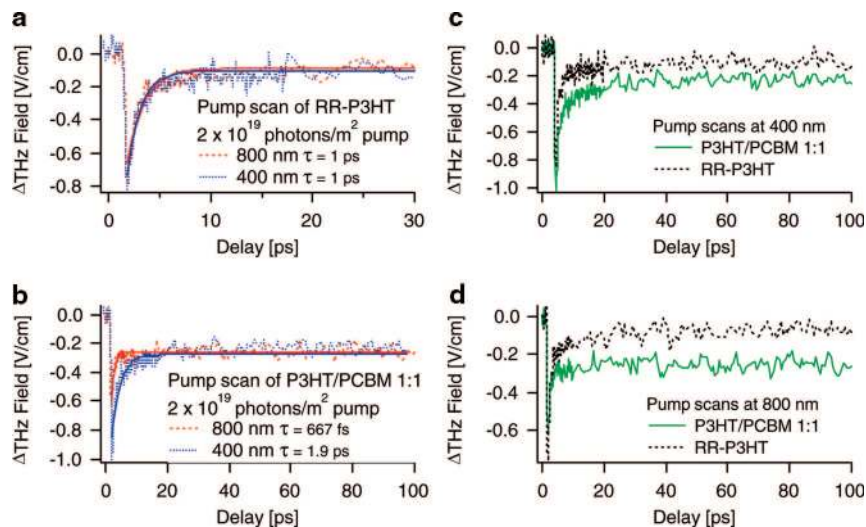 a
ΔTHz Field [V/cm]
0.0
-0.2
-0.4
-0.6
-0.8
Pump scan of RR-P3HT
2 x 10¹⁹ photons/m² pump
800 nm τ = 1 ps
400 nm τ = 1 ps
0 10 20 30
Delay [ps]
c
ΔTHz Field [V/cm]
0.0
-0.2
-0.4
-0.6
-0.8
-1.0
Pump scans at 400 nm
P3HT/PCBM 1:1
RR-P3HT
0 20 40 60 80 100
Delay [ps]
b
ΔTHz Field [V/cm]
0.0
-0.2
-0.4
-0.6
-0.8
-1.0
Pump scan of P3HT/PCBM 1:1
2 x 10¹⁹ photons/m² pump
800 nm τ = 667 fs
400 nm τ = 1.9 ps
0 20 40 60 80 100
Delay [ps]
d
ΔTHz Field [V/cm]
0.0
-0.2
-0.4
-0.6
Pump scans at 800 nm
P3HT/PCBM 1:1
RR-P3HT
0 20 40 60 80 100
Delay [ps]